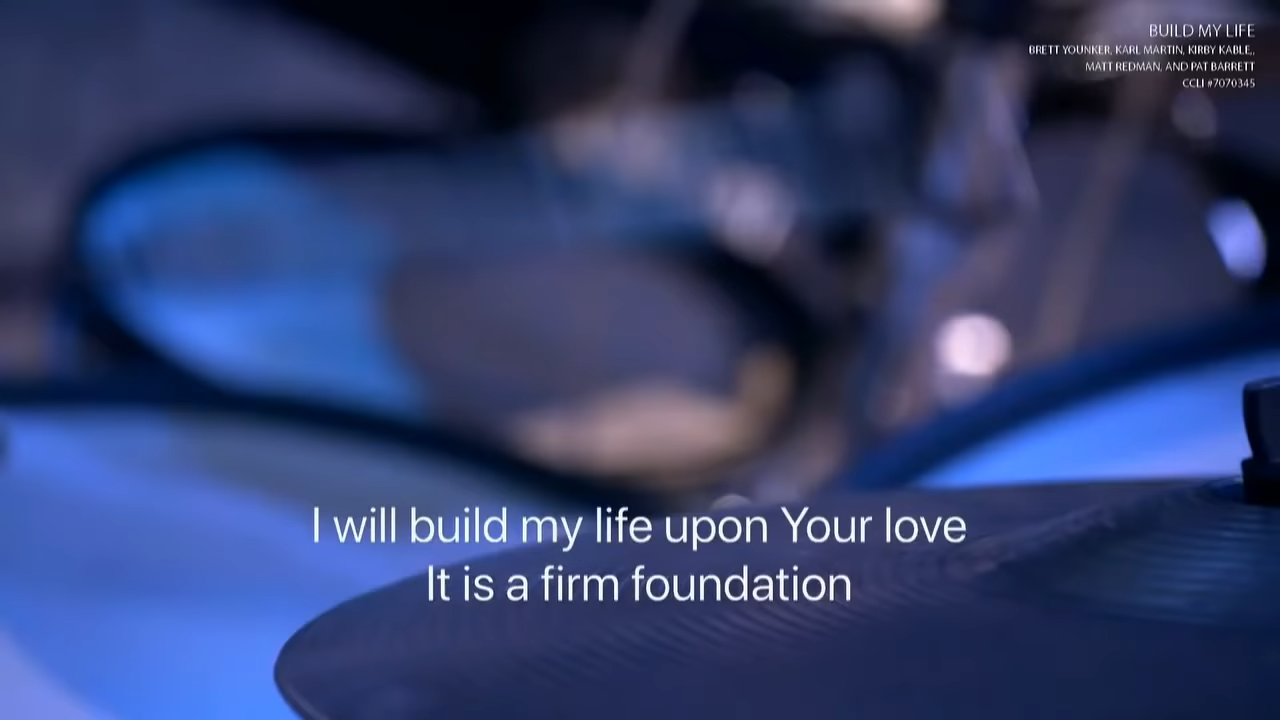 BUILD MY LIFE
BRETT YOUNKER, KARL MARTIN, KIRBY KABLE,,
MATT REDMAN, AND PAT BARRETT
CCLI #7070345
I will build my life upon Your love
It is a firm foundation